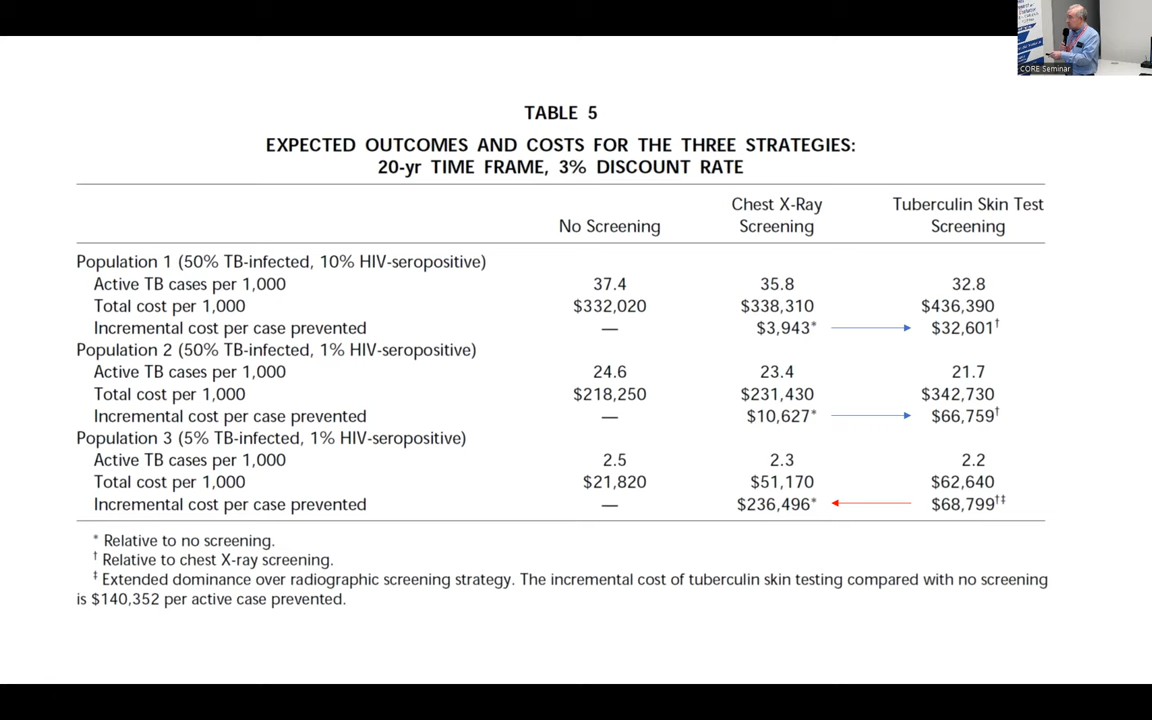 CORE Seminar
TABLE 5
EXPECTED OUTCOMES AND COSTS FOR THE THREE STRATEGIES:
20-yr TIME FRAME, 3% DISCOUNT RATE
No Screening Chest X-Ray Screening Tuberculin Skin Test Screening
Population 1 (50% TB-infected, 10% HIV-seropositive)
Active TB cases per 1,000 37.4 35.8 32.8
Total cost per 1,000 $332,020 $338,310 $436,390
Incremental cost per case prevented — $3,943* $32,601†
Population 2 (50% TB-infected, 1% HIV-seropositive)
Active TB cases per 1,000 24.6 23.4 21.7
Total cost per 1,000 $218,250 $231,430 $342,730
Incremental cost per case prevented — $10,627* $66,759†
Population 3 (5% TB-infected, 1% HIV-seropositive)
Active TB cases per 1,000 2.5 2.3 2.2
Total cost per 1,000 $21,820 $51,170 $62,640
Incremental cost per case prevented — $236,496* $68,799†‡
* Relative to no screening.
† Relative to chest X-ray screening.
‡ Extended dominance over radiographic screening strategy. The incremental cost of tuberculin skin testing compared with no screening
is $140,352 per active case prevented.